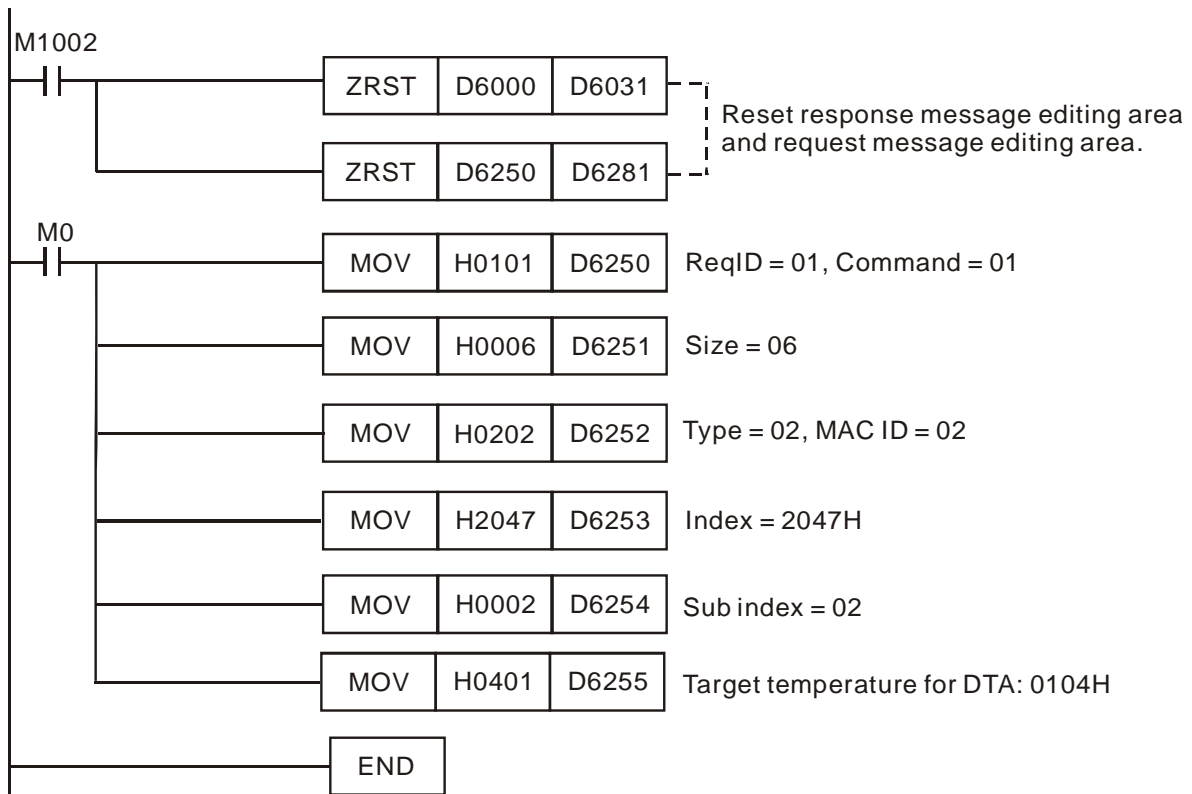 M1002
ZRST D6000 D6031
Reset response message editing area
and request message editing area.
ZRST D6250 D6281
M0
MOV H0101 D6250 ReqID = 01, Command = 01
MOV H0006 D6251 Size = 06
MOV H0202 D6252 Type = 02, MAC ID = 02
MOV H2047 D6253 Index = 2047H
MOV H0002 D6254 Sub index = 02
MOV H0401 D6255 Target temperature for DTA: 0104H
END